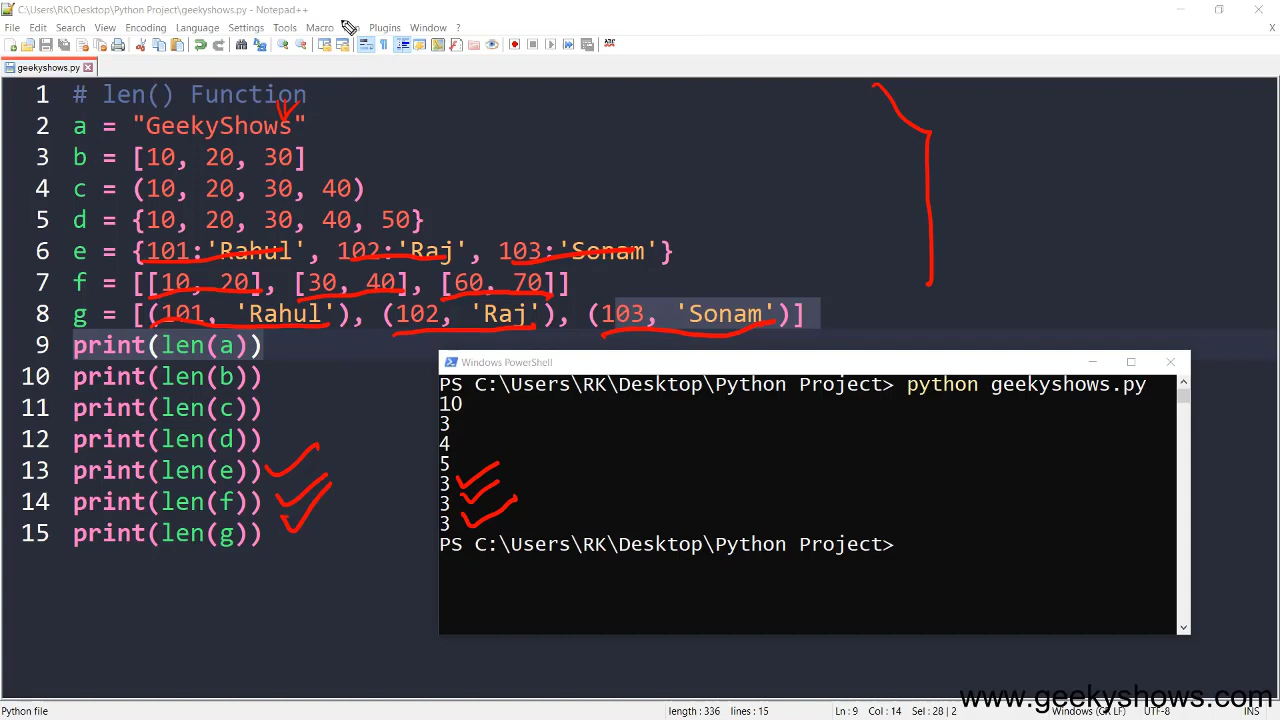 C:\Users\RK\Desktop\Python Project\geekyshows.py - Notepad++
File Edit Search View Encoding Language Settings Tools Macro Plugins Window ?
X
geekyshows.py
1 # len() Function
2 a = "GeekyShows"
3 b = [10, 20, 30]
4 c = (10, 20, 30, 40)
5 d = {10, 20, 30, 40, 50}
6 e = {101:'Rahul', 102:'Raj', 103:'Sonam'}
7 f = [[10, 20], [30, 40], [60, 70]]
8 g = [(101, 'Rahul'), (102, 'Raj'), (103, 'Sonam')]
9 print(len(a))
10 print(len(b))
11 print(len(c))
12 print(len(d))
13 print(len(e))
14 print(len(f))
15 print(len(g))
Windows PowerShell
PS C:\Users\RK\Desktop\Python Project> python geekyshows.py
10
3
4
5
3
3
3
PS C:\Users\RK\Desktop\Python Project>
www.geekyshows.com
Python file length : 336 lines : 15 Ln : 9 Col : 14 Sel : 28 | 2 Windows (CR LF) UTF-8 INS